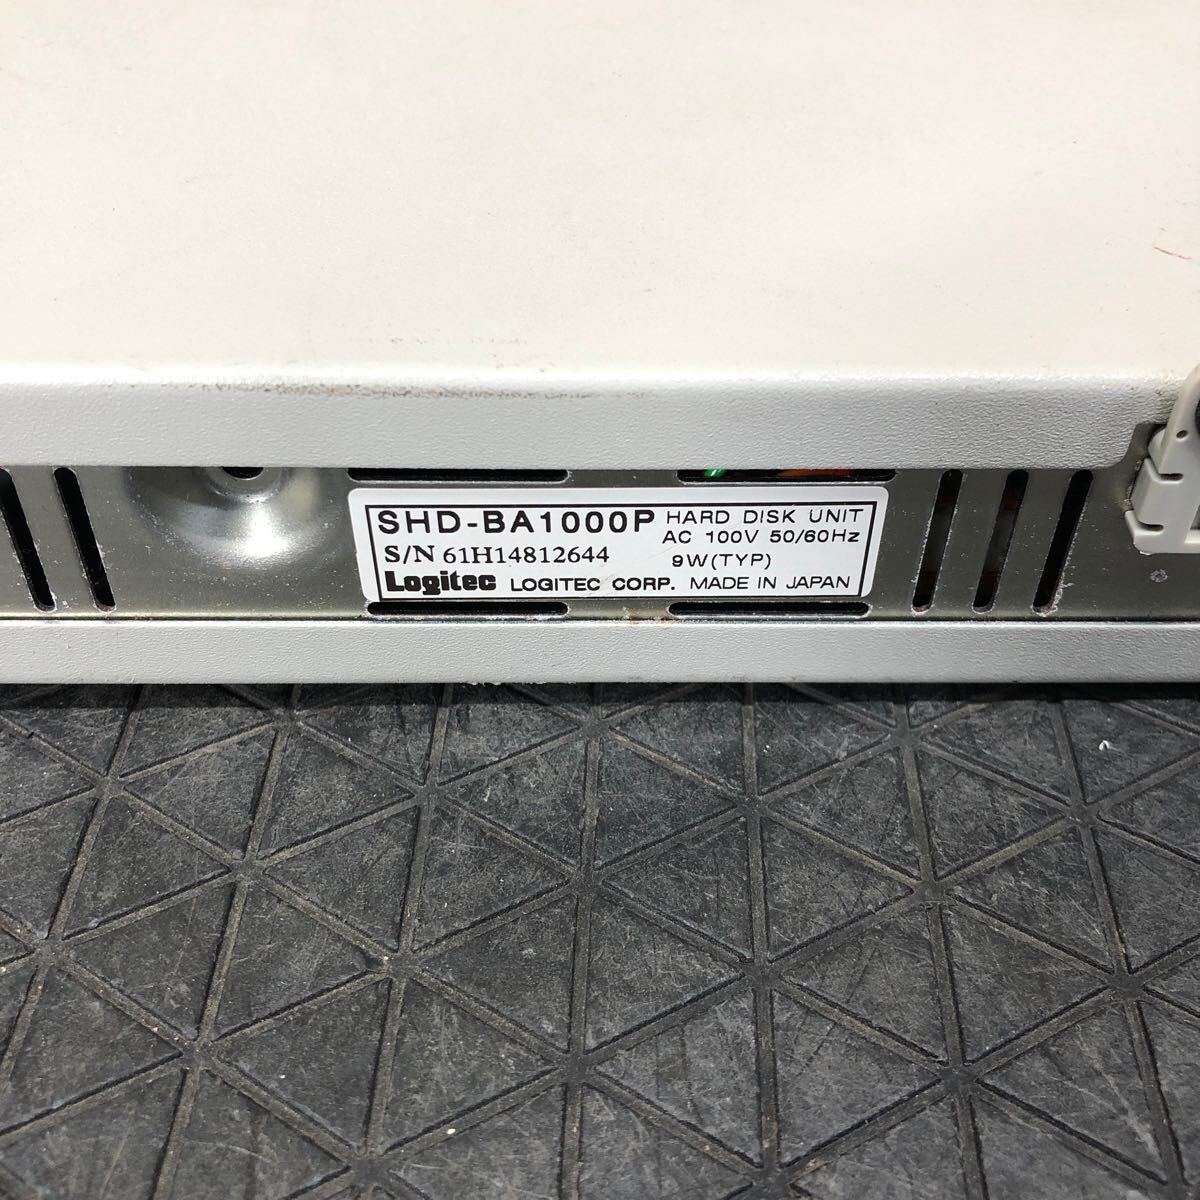 SHD-BA1000P HARD DISK UNIT
AC 100V 50/60Hz
S/N 61H14812644 9W(TYP)
Logitec LOGITEC CORP. MADE IN JAPAN